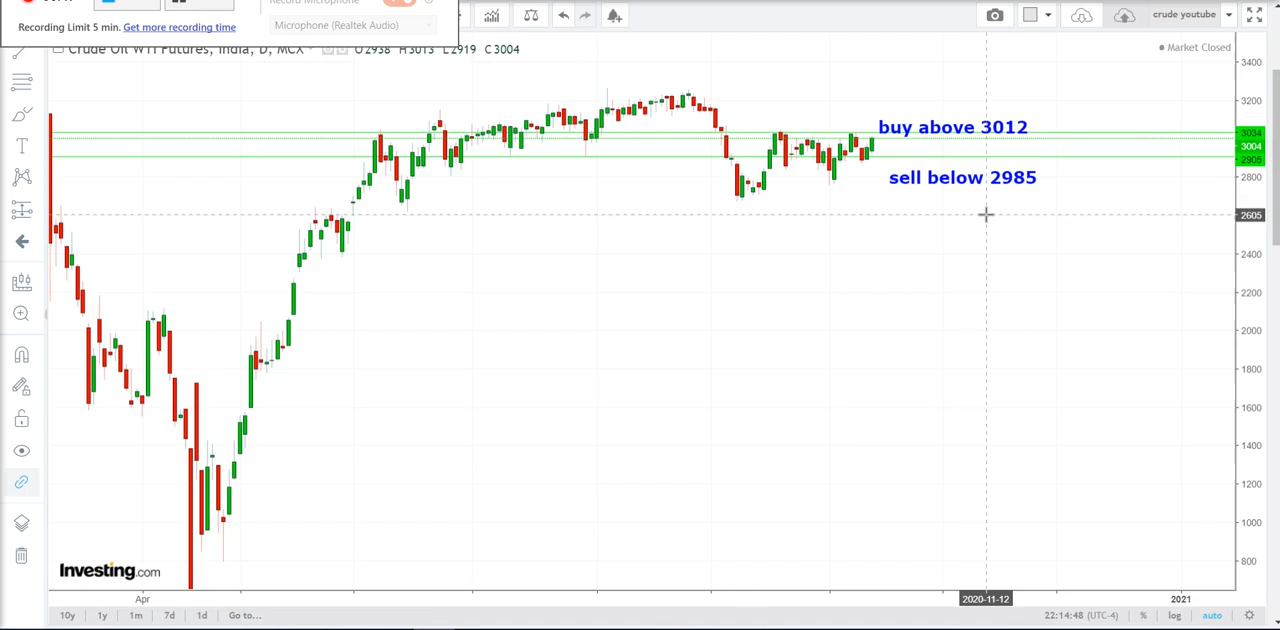 Record Microphone
Recording Limit 5 min. Get more recording time
Microphone (Realtek Audio)
crude youtube
Crude Oil WTI Futures, India, D, MCX O2938 H3013 L2919 C3004
Market Closed
3400
3200
3034
3004
2905
2800
2605
2400
2200
2000
1800
1600
1400
1200
1000
800
buy above 3012
sell below 2985
Investing.com
Apr
2020-11-12
2021
10y 1y 1m 7d 1d Go to... 22:14:48 (UTC-4) % log auto